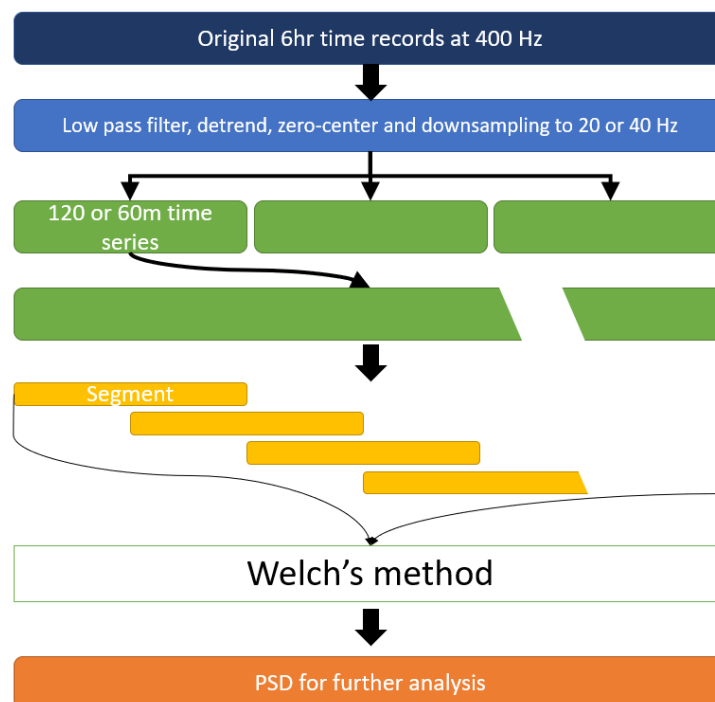 Original 6hr time records at 400 Hz
Low pass filter, detrend, zero-center and downsampling to 20 or 40 Hz
120 or 60m time
series
Segment
Welch's method
PSD for further analysis